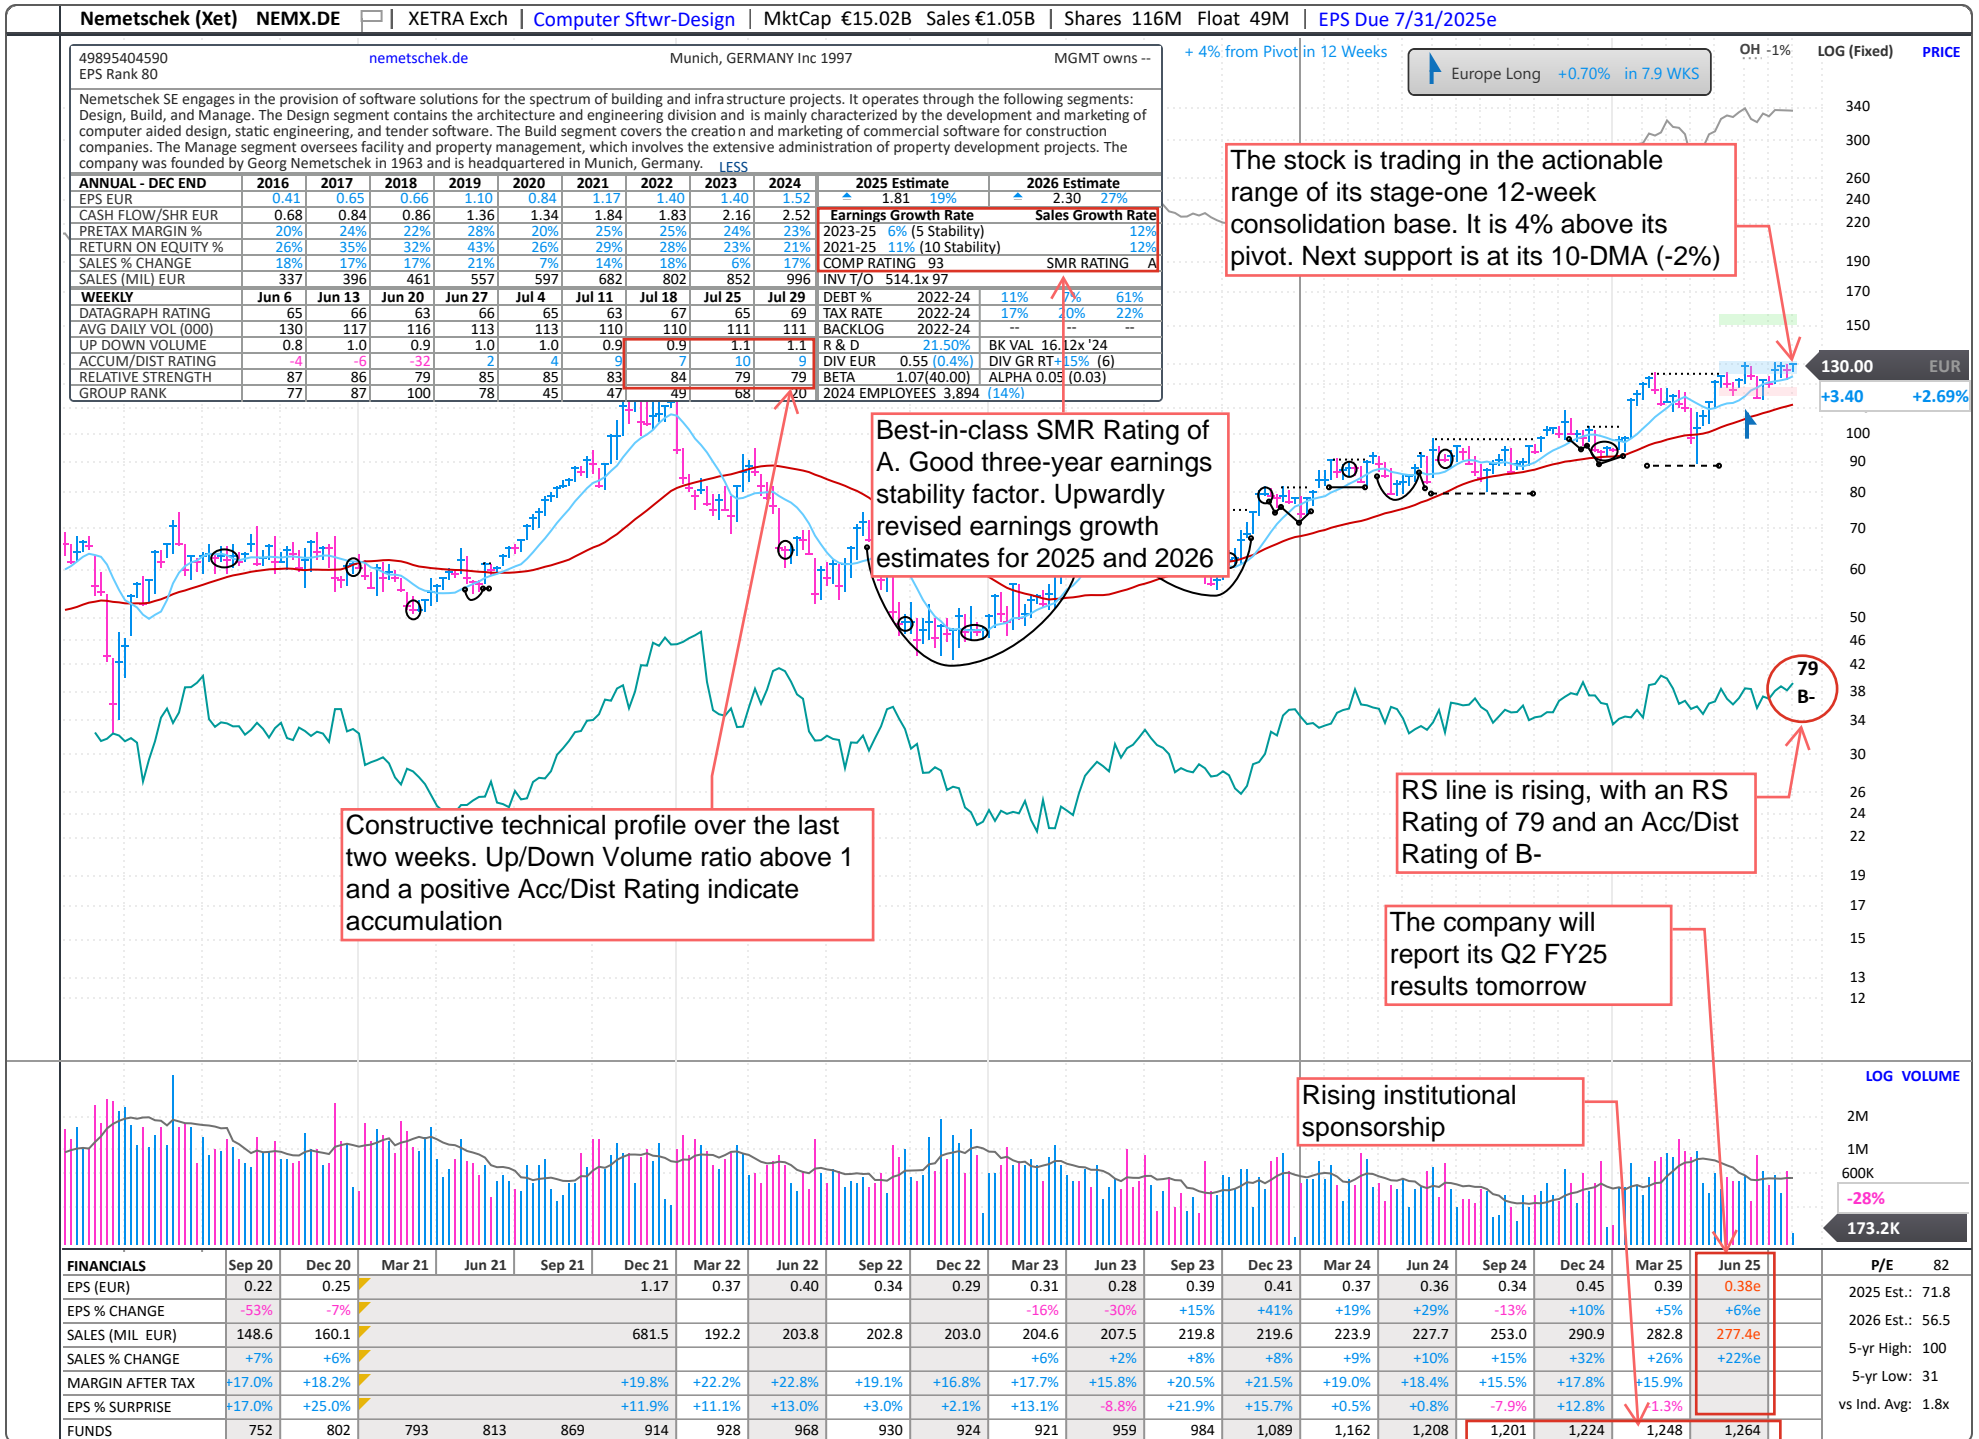 Nemetschek (Xet) NEMX.DE | XETRA Exch | Computer Sftwr-Design | MktCap €15.02B Sales €1.05B | Shares 116M Float 49M | EPS Due 7/31/2025e
49895404590 nemetschek.de Munich, GERMANY Inc 1997 MGMT owns --
EPS Rank 80
Nemetschek SE engages in the provision of software solutions for the spectrum of building and infrastructure projects. It operates through the following segments:
Design, Build, and Manage. The Design segment contains the architecture and engineering division and is mainly characterized by the development and marketing of
computer aided design, static engineering, and tender software. The Build segment covers the creation and marketing of commercial software for construction
companies. The Manage segment oversees facility and property management, which involves the extensive administration of property development projects. The
company was founded by Georg Nemetschek in 1963 and is headquartered in Munich, Germany. LESS
ANNUAL - DEC END 2016 2017 2018 2019 2020 2021 2022 2023 2024 2025 Estimate 2026 Estimate
EPS EUR 0.41 0.65 0.66 1.10 0.84 1.17 1.40 1.40 1.52 1.81 19% 2.30 27%
CASH FLOW/SHR EUR 0.68 0.84 0.86 1.36 1.34 1.84 1.83 2.16 2.52 Earnings Growth Rate Sales Growth Rate
PRETAX MARGIN % 20% 24% 22% 28% 20% 25% 25% 24% 23% 2023-25 6% (5 Stability) 12%
RETURN ON EQUITY % 26% 35% 32% 43% 26% 29% 28% 23% 21% 2021-25 11% (10 Stability) 12%
SALES % CHANGE 18% 17% 17% 21% 7% 14% 18% 6% 17% COMP RATING 93 SMR RATING A
SALES (MIL) EUR 337 396 461 557 597 682 802 852 996 INV T/O 514.1x 97
WEEKLY Jun 6 Jun 13 Jun 20 Jun 27 Jul 4 Jul 11 Jul 18 Jul 25 Jul 29 DEBT % 2022-24 11% 7% 61%
DATAGRAPH RATING 65 66 63 66 65 63 67 65 69 TAX RATE 2022-24 17% 20% 22%
AVG DAILY VOL (000) 130 117 116 113 113 110 110 111 111 BACKLOG 2022-24 -- -- --
UP DOWN VOLUME 0.8 1.0 0.9 1.0 1.0 0.9 0.9 1.1 1.1 R & D 21.50% BK VAL 16.12x '24
ACCUM/DIST RATING -4 -6 -32 2 4 9 7 10 9 DIV EUR 0.55 (0.4%) DIV GR RT +15% (6)
RELATIVE STRENGTH 87 86 79 85 85 83 84 79 79 BETA 1.07(40.00) ALPHA 0.05 (0.03)
GROUP RANK 77 87 100 78 45 47 49 68 20 2024 EMPLOYEES 3,894 (14%)
+ 4% from Pivot in 12 Weeks
Europe Long +0.70% in 7.9 WKS
OH -1% LOG (Fixed) PRICE
The stock is trading in the actionable
range of its stage-one 12-week
consolidation base. It is 4% above its
pivot. Next support is at its 10-DMA (-2%)
340
300
260
240
220
190
170
150
130.00 EUR
+3.40 +2.69%
100
90
80
70
60
50
46
42
38
34
30
26
24
22
19
17
15
13
12
Best-in-class SMR Rating of
A. Good three-year earnings
stability factor. Upwardly
revised earnings growth
estimates for 2025 and 2026
79
B-
RS line is rising, with an RS
Rating of 79 and an Acc/Dist
Rating of B-
Constructive technical profile over the last
two weeks. Up/Down Volume ratio above 1
and a positive Acc/Dist Rating indicate
accumulation
The company will
report its Q2 FY25
results tomorrow
Rising institutional
sponsorship
LOG VOLUME
2M
1M
600K
-28%
173.2K
FINANCIALS Sep 20 Dec 20 Mar 21 Jun 21 Sep 21 Dec 21 Mar 22 Jun 22 Sep 22 Dec 22 Mar 23 Jun 23 Sep 23 Dec 23 Mar 24 Jun 24 Sep 24 Dec 24 Mar 25 Jun 25
EPS (EUR) 0.22 0.25 1.17 0.37 0.40 0.34 0.29 0.31 0.28 0.39 0.41 0.37 0.36 0.34 0.45 0.39 0.38e
EPS % CHANGE -53% -7% -16% -30% +15% +41% +19% +29% -13% +10% +5% +6%e
SALES (MIL EUR) 148.6 160.1 681.5 192.2 203.8 202.8 203.0 204.6 207.5 219.8 219.6 223.9 227.7 253.0 290.9 282.8 277.4e
SALES % CHANGE +7% +6% +6% +2% +8% +8% +9% +10% +15% +32% +26% +22%e
MARGIN AFTER TAX +17.0% +18.2% +19.8% +22.2% +22.8% +19.1% +16.8% +17.7% +15.8% +20.5% +21.5% +19.0% +18.4% +15.5% +17.8% +15.9%
EPS % SURPRISE +17.0% +25.0% +11.9% +11.1% +13.0% +3.0% +2.1% +13.1% -8.8% +21.9% +15.7% +0.5% +0.8% -7.9% +12.8% -1.3%
FUNDS 752 802 793 813 869 914 928 968 930 924 921 959 984 1,089 1,162 1,208 1,201 1,224 1,248 1,264
P/E 82
2025 Est.: 71.8
2026 Est.: 56.5
5-yr High: 100
5-yr Low: 31
vs Ind. Avg: 1.8x